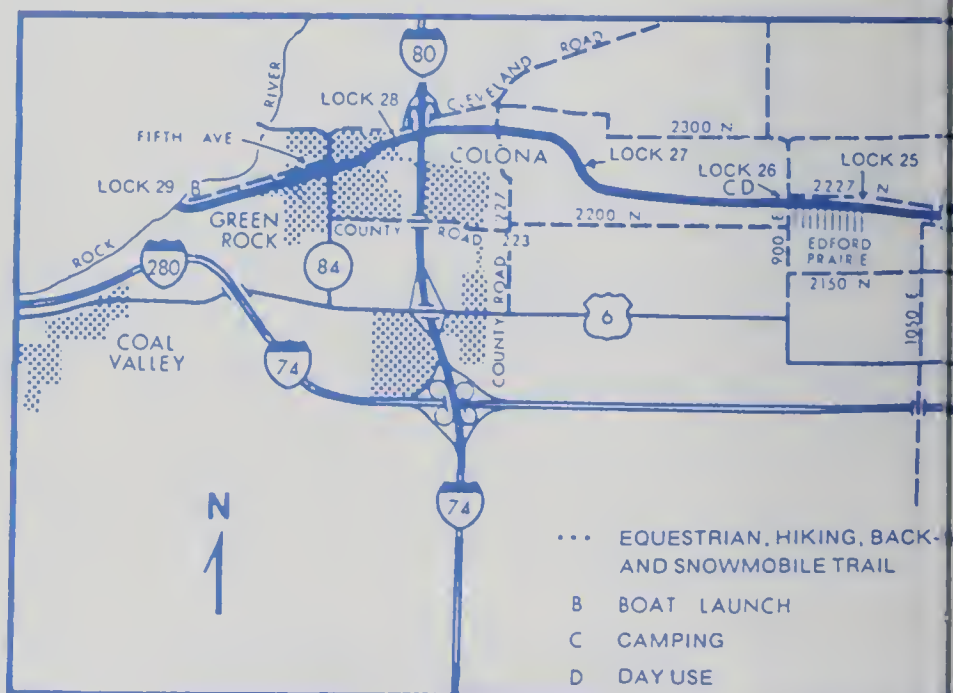 80
RIVER
CLEVELAND ROAD
LOCK 28
FIFTH AVE
2300 N
COLONA
LOCK 27
LOCK 26
LOCK 25
CD
LOCK 29
B
2227 N
GREEN
ROCK
COUNTY ROAD
2200 N
227
223
900 E
EDFORD
PRAIRIE
ROCK
280
84
2150 N
COUNTY ROAD
6
1050 E
COAL
VALLEY
74
N
74
... EQUESTRIAN, HIKING, BACK-
AND SNOWMOBILE TRAIL
B BOAT LAUNCH
C CAMPING
D DAY USE